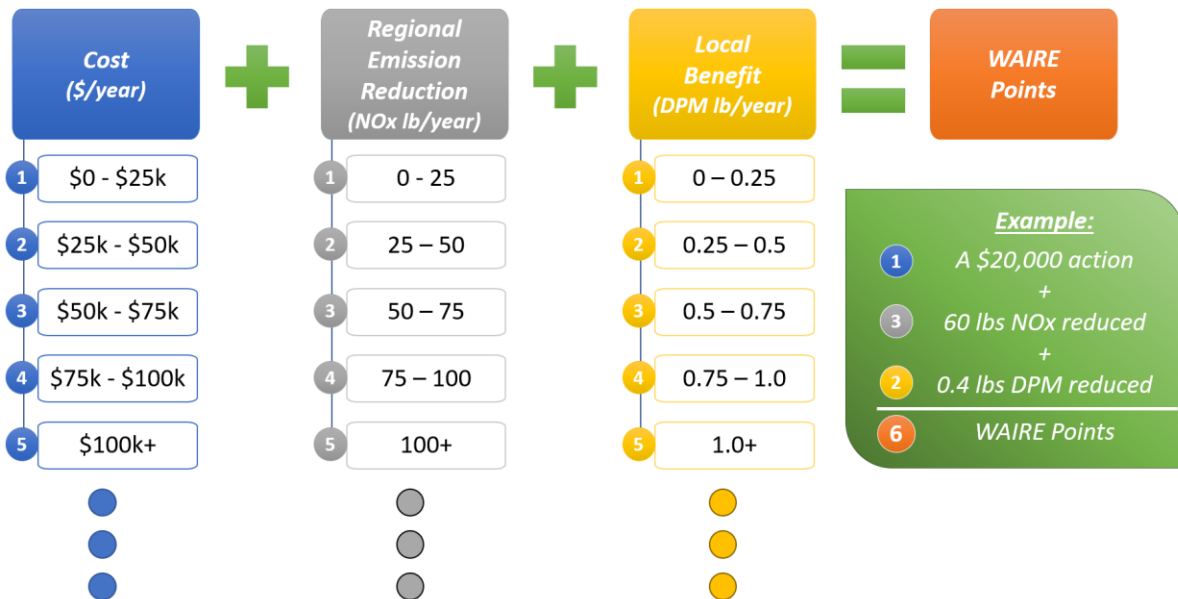 Cost
($/year)
Regional
Emission
Reduction
(NOx lb/year)
Local
Benefit
(DPM lb/year)
WAIRE
Points
1 $0 - $25k
2 $25k - $50k
3 $50k - $75k
4 $75k - $100k
5 $100k+
1 0 - 25
2 25 – 50
3 50 – 75
4 75 – 100
5 100+
1 0 – 0.25
2 0.25 – 0.5
3 0.5 – 0.75
4 0.75 – 1.0
5 1.0+
Example:
1 A $20,000 action
+
3 60 lbs NOx reduced
+
2 0.4 lbs DPM reduced
6 WAIRE Points